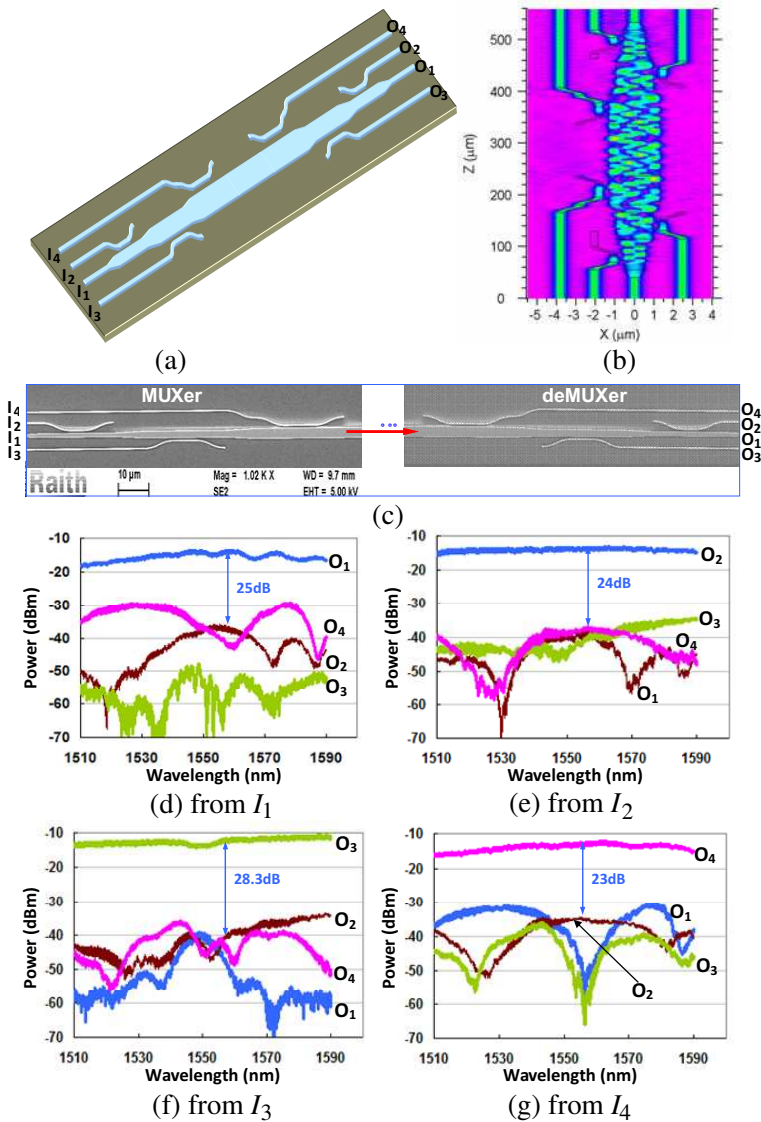 O4
O2
O1
O3
I4
I2
I1
I3
(a)
Z (μm)
500
400
300
200
100
0
-5 -4 -3 -2 -1 0 1 2 3 4
X (μm)
(b)
MUXer
deMUXer
I4
I2
I1
I3
...
O4
O2
O1
O3
Raith
10 μm
Mag = 1.02 K X
WD = 9.7 mm
SE2
EHT = 5.00 kV
(c)
Power (dBm)
-10
-20
-30
-40
-50
-60
-70
25dB
O1
O4
O2
O3
1510 1530 1550 1570 1590
Wavelength (nm)
(d) from I1
Power (dBm)
-10
-20
-30
-40
-50
-60
-70
24dB
O2
O3
O4
O1
1510 1530 1550 1570 1590
Wavelength (nm)
(e) from I2
Power (dBm)
-10
-20
-30
-40
-50
-60
-70
28.3dB
O3
O2
O4
O1
1510 1530 1550 1570 1590
Wavelength (nm)
(f) from I3
Power (dBm)
-10
-20
-30
-40
-50
-60
-70
23dB
O4
O1
O3
O2
1510 1530 1550 1570 1590
Wavelength (nm)
(g) from I4